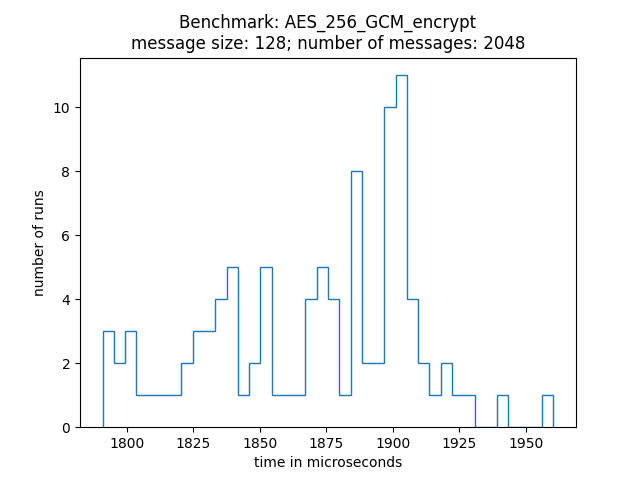 Benchmark: AES_256_GCM_encrypt
message size: 128; number of messages: 2048
number of runs
10
8
6
4
2
0
1800 1825 1850 1875 1900 1925 1950
time in microseconds